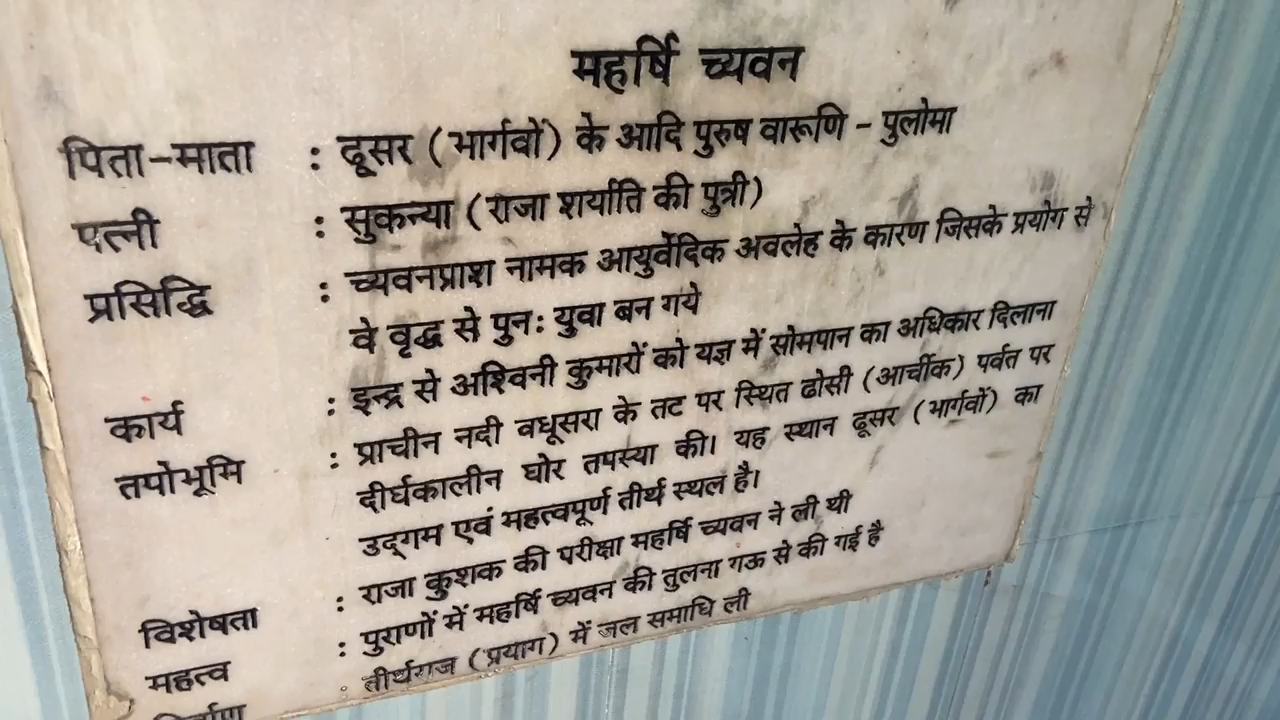 महर्षि च्यवन
पिता-माता : ढूसर (भार्गवों) के आदि पुरुष वारूणि - पुलोमा
पत्नी : सुकन्या (राजा शर्याति की पुत्री)
प्रसिद्धि : च्यवनप्राश नामक आयुर्वेदिक अवलेह के कारण जिसके प्रयोग से
वे वृद्ध से पुनः युवा बन गये
कार्य : इन्द्र से अश्विनी कुमारों को यज्ञ में सोमपान का अधिकार दिलाना
तपोभूमि : प्राचीन नदी वधूसरा के तट पर स्थित ढोसी (आर्चीक) पर्वत पर
दीर्घकालीन घोर तपस्या की। यह स्थान ढूसर (भार्गवों) का
उद्गम एवं महत्वपूर्ण तीर्थ स्थल है।
विशेषता : राजा कुशक की परीक्षा महर्षि च्यवन ने ली थी
महत्व : पुराणों में महर्षि च्यवन की तुलना गऊ से की गई है
: तीर्थराज (प्रयाग) में जल समाधि ली